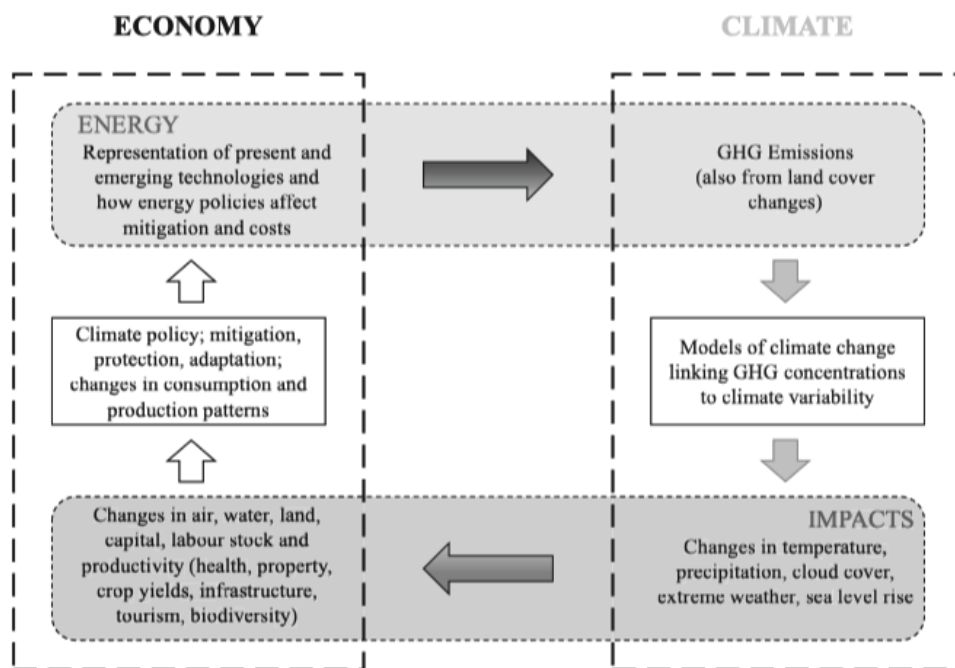 ECONOMY
CLIMATE
ENERGY
Representation of present and
emerging technologies and
how energy policies affect
mitigation and costs
GHG Emissions
(also from land cover
changes)
Climate policy; mitigation,
protection, adaptation;
changes in consumption and
production patterns
Models of climate change
linking GHG concentrations
to climate variability
Changes in air, water, land,
capital, labour stock and
productivity (health, property,
crop yields, infrastructure,
tourism, biodiversity)
IMPACTS
Changes in temperature,
precipitation, cloud cover,
extreme weather, sea level rise